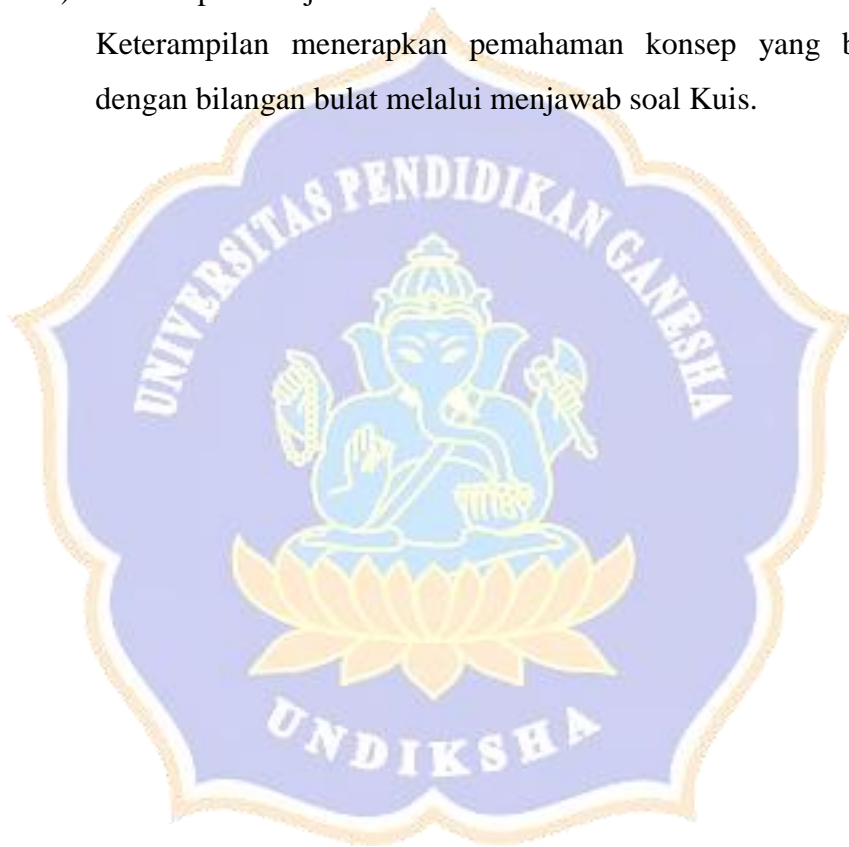 Keterampilan menerapkan pemahaman konsep yang
dengan bilangan bulat melalui menjawab soal Kuis.
UNIVERSITAS PENDIDIKAN GANESHA
UNDIKSHA